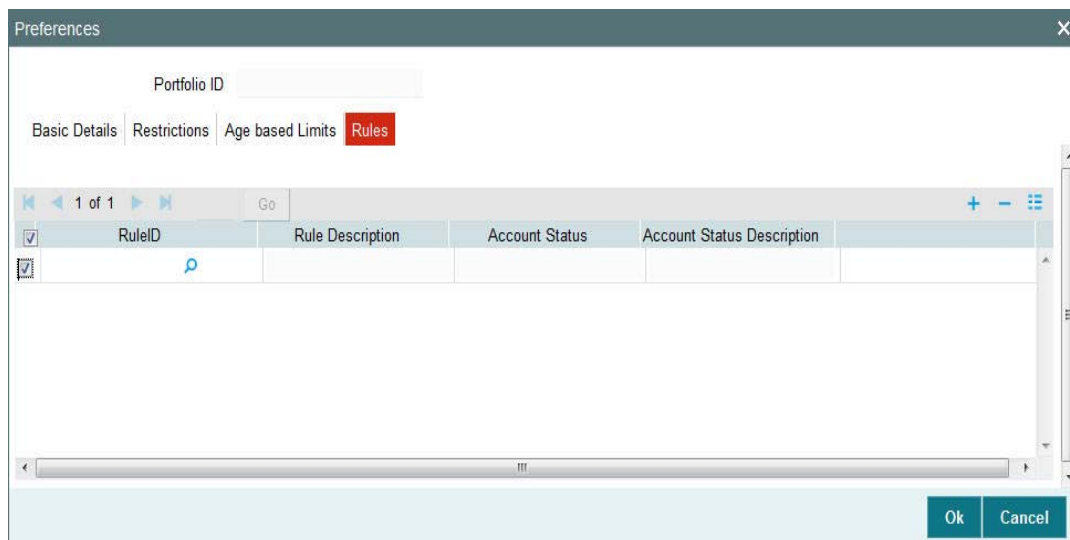 Preferences X
Portfolio ID
Basic Details Restrictions Age based Limits Rules
1 of 1 Go
RuleID Rule Description Account Status Account Status Description
Ok Cancel